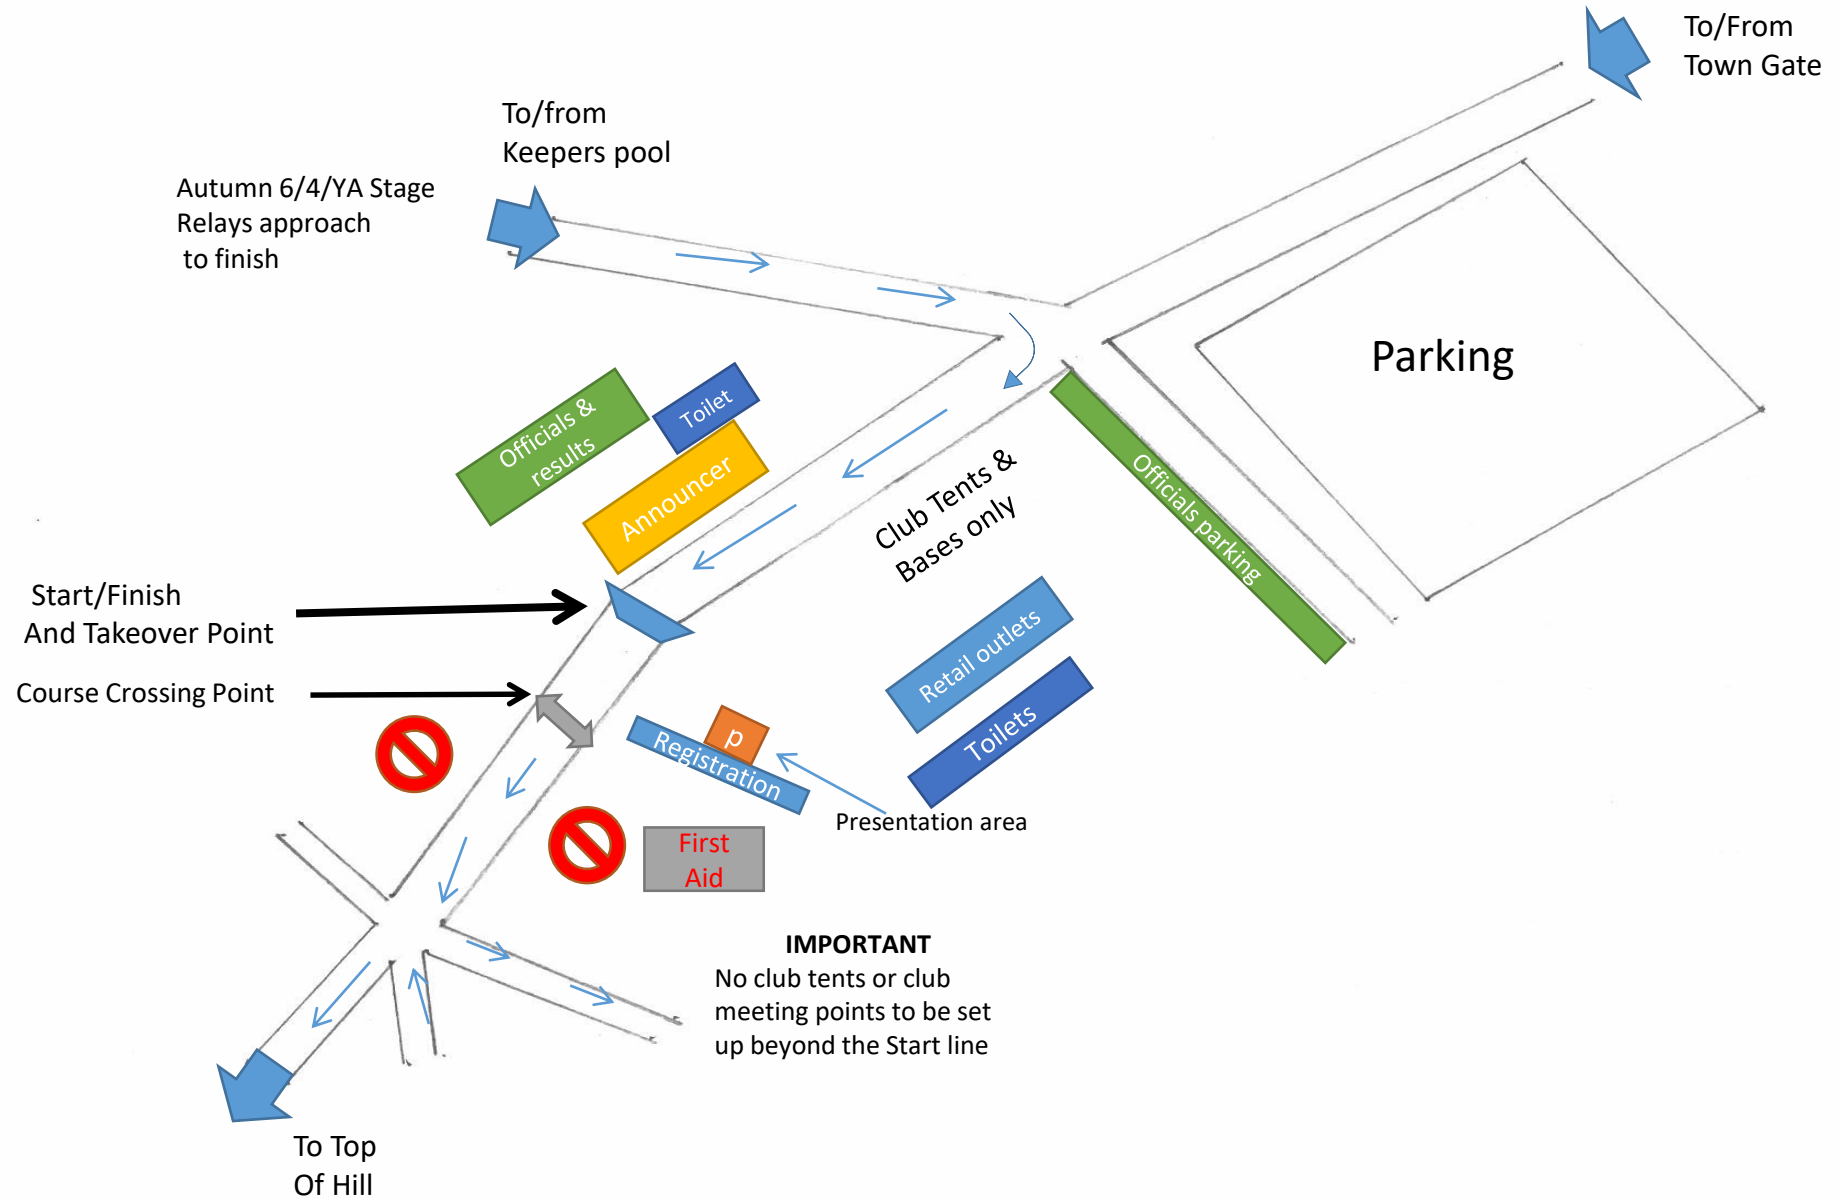 To/From
Town Gate
To/from
Keepers pool
Autumn 6/4/YA Stage
Relays approach
to finish
Parking
Officials &
results
Toilet
Announcer
Club Tents &
Bases only
Officials parking
Start/Finish
And Takeover Point
Retail outlets
Course Crossing Point
Toilets
p
Registration
Presentation area
First
Aid
IMPORTANT
No club tents or club
meeting points to be set
up beyond the Start line
To Top
Of Hill